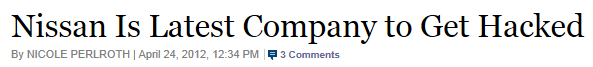 Nissan Is Latest Company to Get Hacked
By NICOLE PERLROTH | April 24, 2012, 12:34 PM | 3 Comments